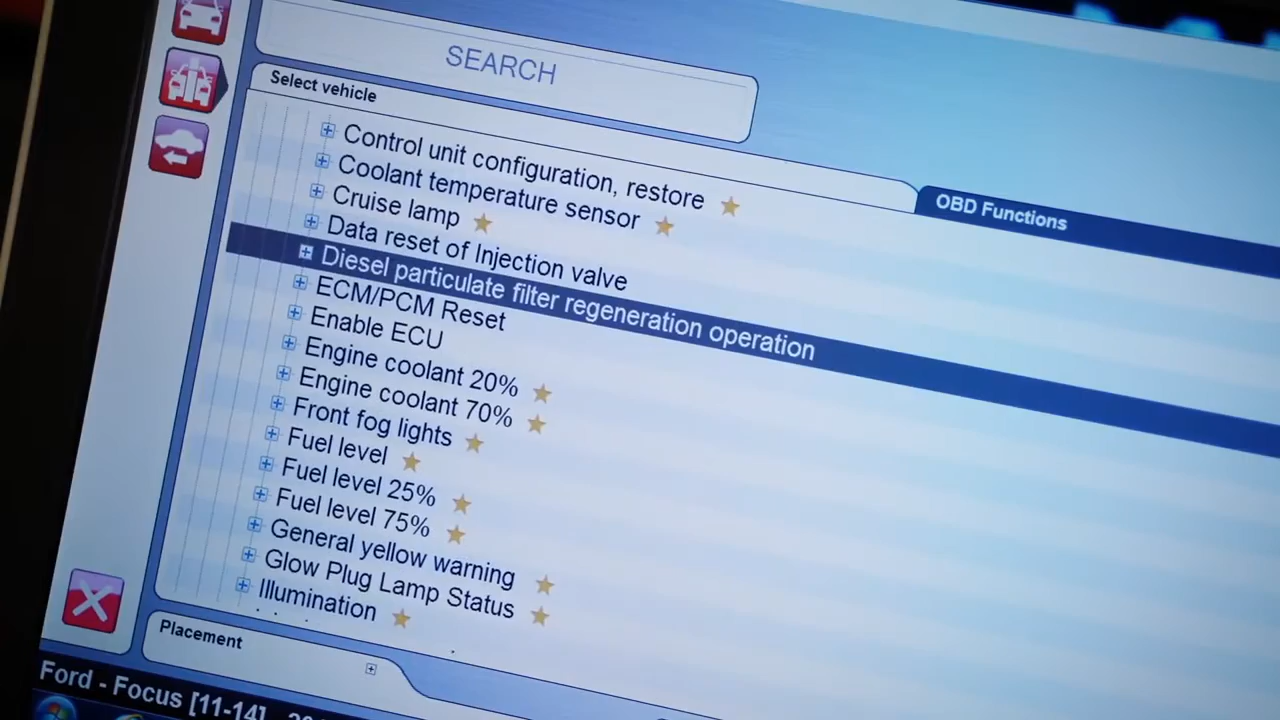 SEARCH
Select vehicle
OBD Functions
Control unit configuration, restore
Coolant temperature sensor
Cruise lamp
Data reset of Injection valve
Diesel particulate filter regeneration operation
ECM/PCM Reset
Enable ECU
Engine coolant 20%
Engine coolant 70%
Front fog lights
Fuel level
Fuel level 25%
Fuel level 75%
General yellow warning
Glow Plug Lamp Status
Illumination
Placement
Ford - Focus [11-14]